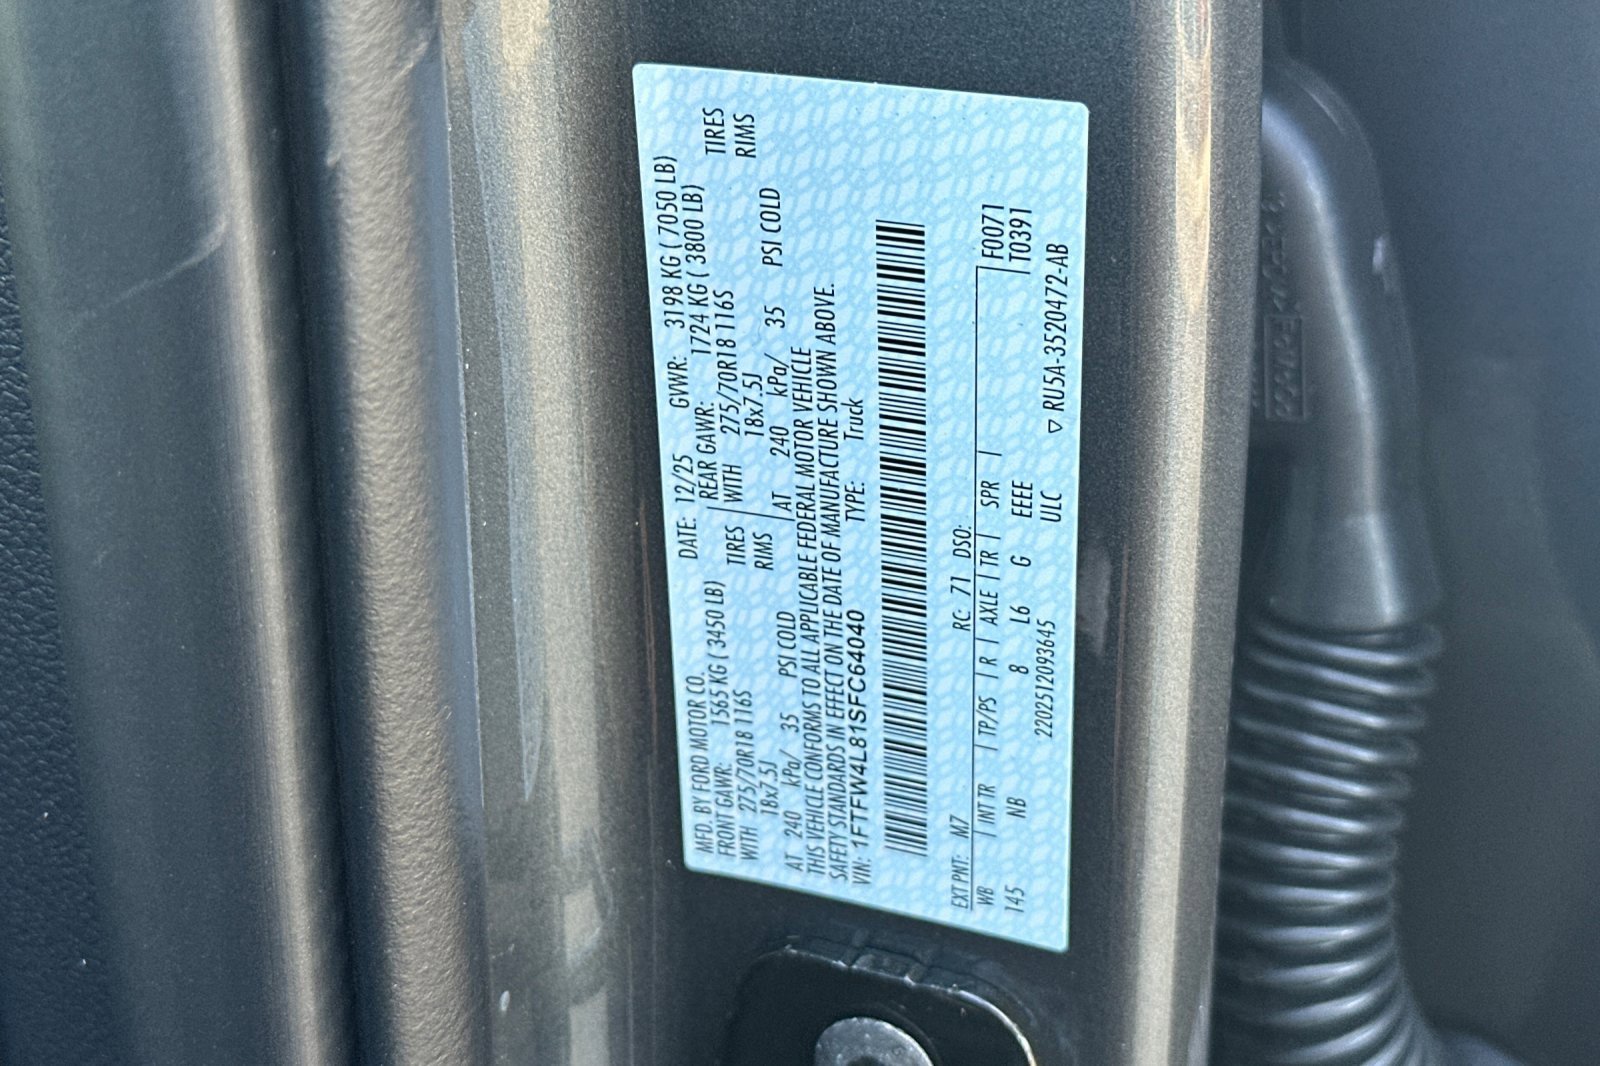 MFD. BY FORD MOTOR CO.
DATE: 12/25 GVWR: 3198 KG ( 7050 LB)
FRONT GAWR: 1565 KG ( 3450 LB) REAR GAWR: 1724 KG ( 3800 LB)
WITH 275/70R18 116S TIRES WITH 275/70R18 116S TIRES
18x7.5J RIMS 18x7.5J RIMS
AT 240 kPa/ 35 PSI COLD AT 240 kPa/ 35 PSI COLD
THIS VEHICLE CONFORMS TO ALL APPLICABLE FEDERAL MOTOR VEHICLE
SAFETY STANDARDS IN EFFECT ON THE DATE OF MANUFACTURE SHOWN ABOVE.
VIN: 1FTFW4L81SFC64040 TYPE: Truck
EXT PNT: M7 RC: 71 DSO:
WB INT TR TP/PS R AXLE TR SPR F0071
145 NB 8 L6 G EEE T0391
2202512093645 ULC ▽ RU5A-3520472-AB